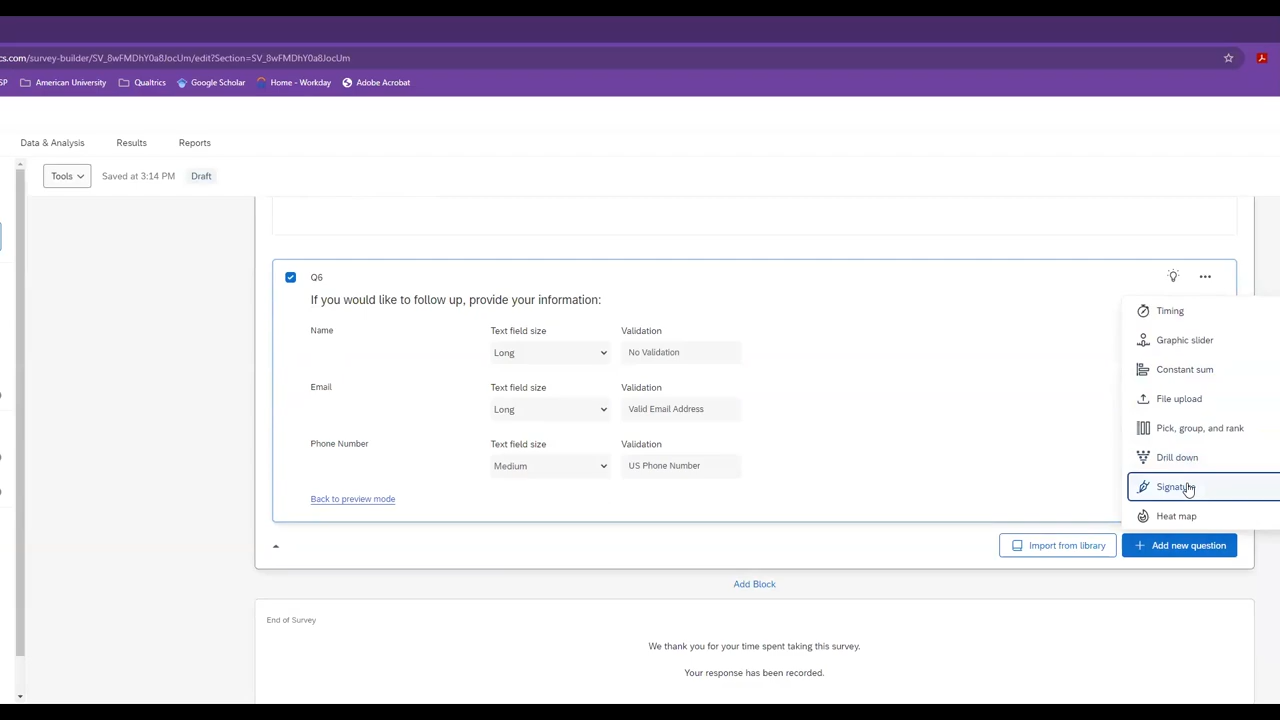 cs.com/survey-builder/SV_8wFMDhY0a8JocUm/edit?Section=SV_8wFMDhY0a8JocUm
SP American University Qualtrics Google Scholar Home - Workday Adobe Acrobat
Data & Analysis Results Reports
Tools Saved at 3:14 PM Draft
Q6
If you would like to follow up, provide your information:
Name Text field size Validation
Long No Validation
Email Text field size Validation
Long Valid Email Address
Phone Number Text field size Validation
Medium US Phone Number
Back to preview mode
Timing
Graphic slider
Constant sum
File upload
Pick, group, and rank
Drill down
Signature
Heat map
Import from library + Add new question
Add Block
End of Survey
We thank you for your time spent taking this survey.
Your response has been recorded.